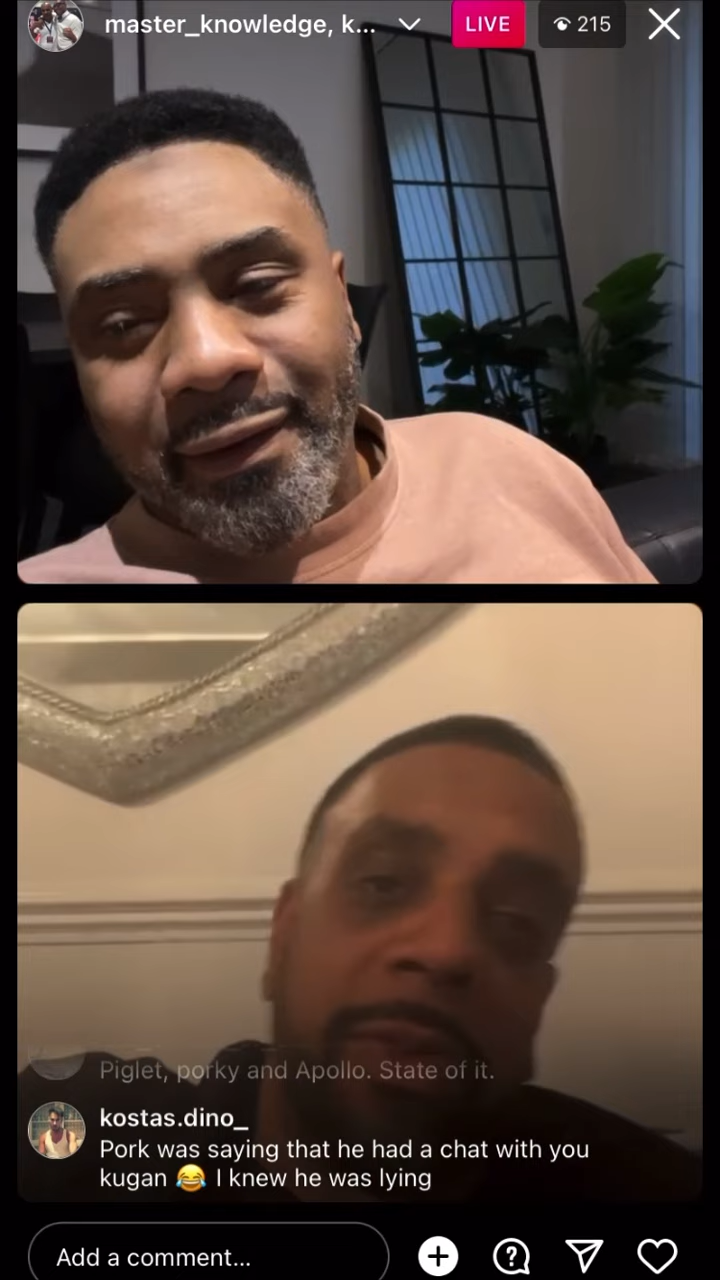 master_knowledge, k...
LIVE
215
Piglet, porky and Apollo. State of it.
kostas.dino_
Pork was saying that he had a chat with you
kugan 😂 I knew he was lying
Add a comment...